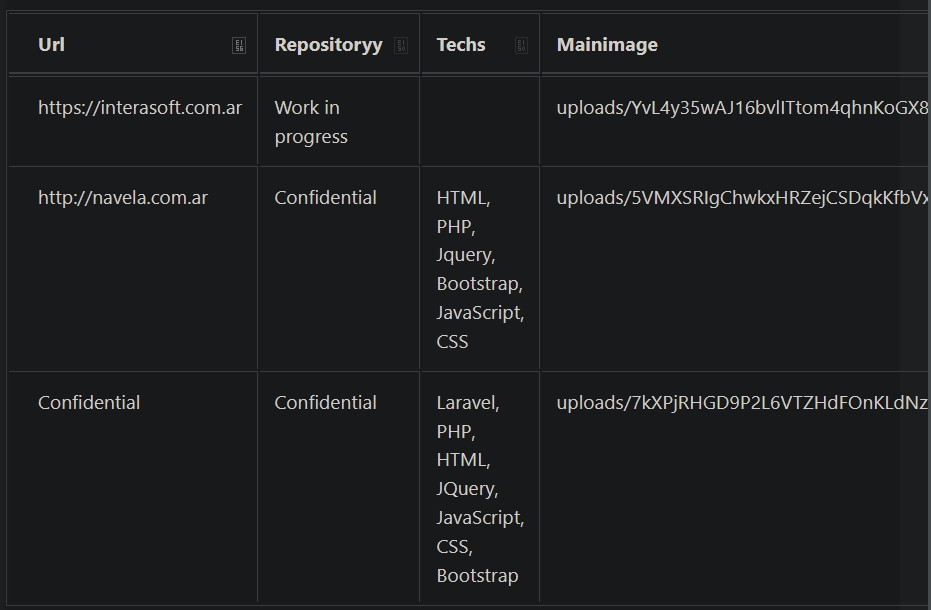 Url Repositoryy Techs Mainimage
https://interasoft.com.ar Work in uploads/YvL4y35wAJ16bvlITtom4qhnKoGX8
progress
http://navela.com.ar Confidential HTML, uploads/5VMXSRIgChwkxHRZejCSDqkKfbVx
PHP,
Jquery,
Bootstrap,
JavaScript,
CSS
Confidential Confidential Laravel, uploads/7kXPjRHGD9P2L6VTZHdFOnKLdNz
PHP,
HTML,
JQuery,
JavaScript,
CSS,
Bootstrap